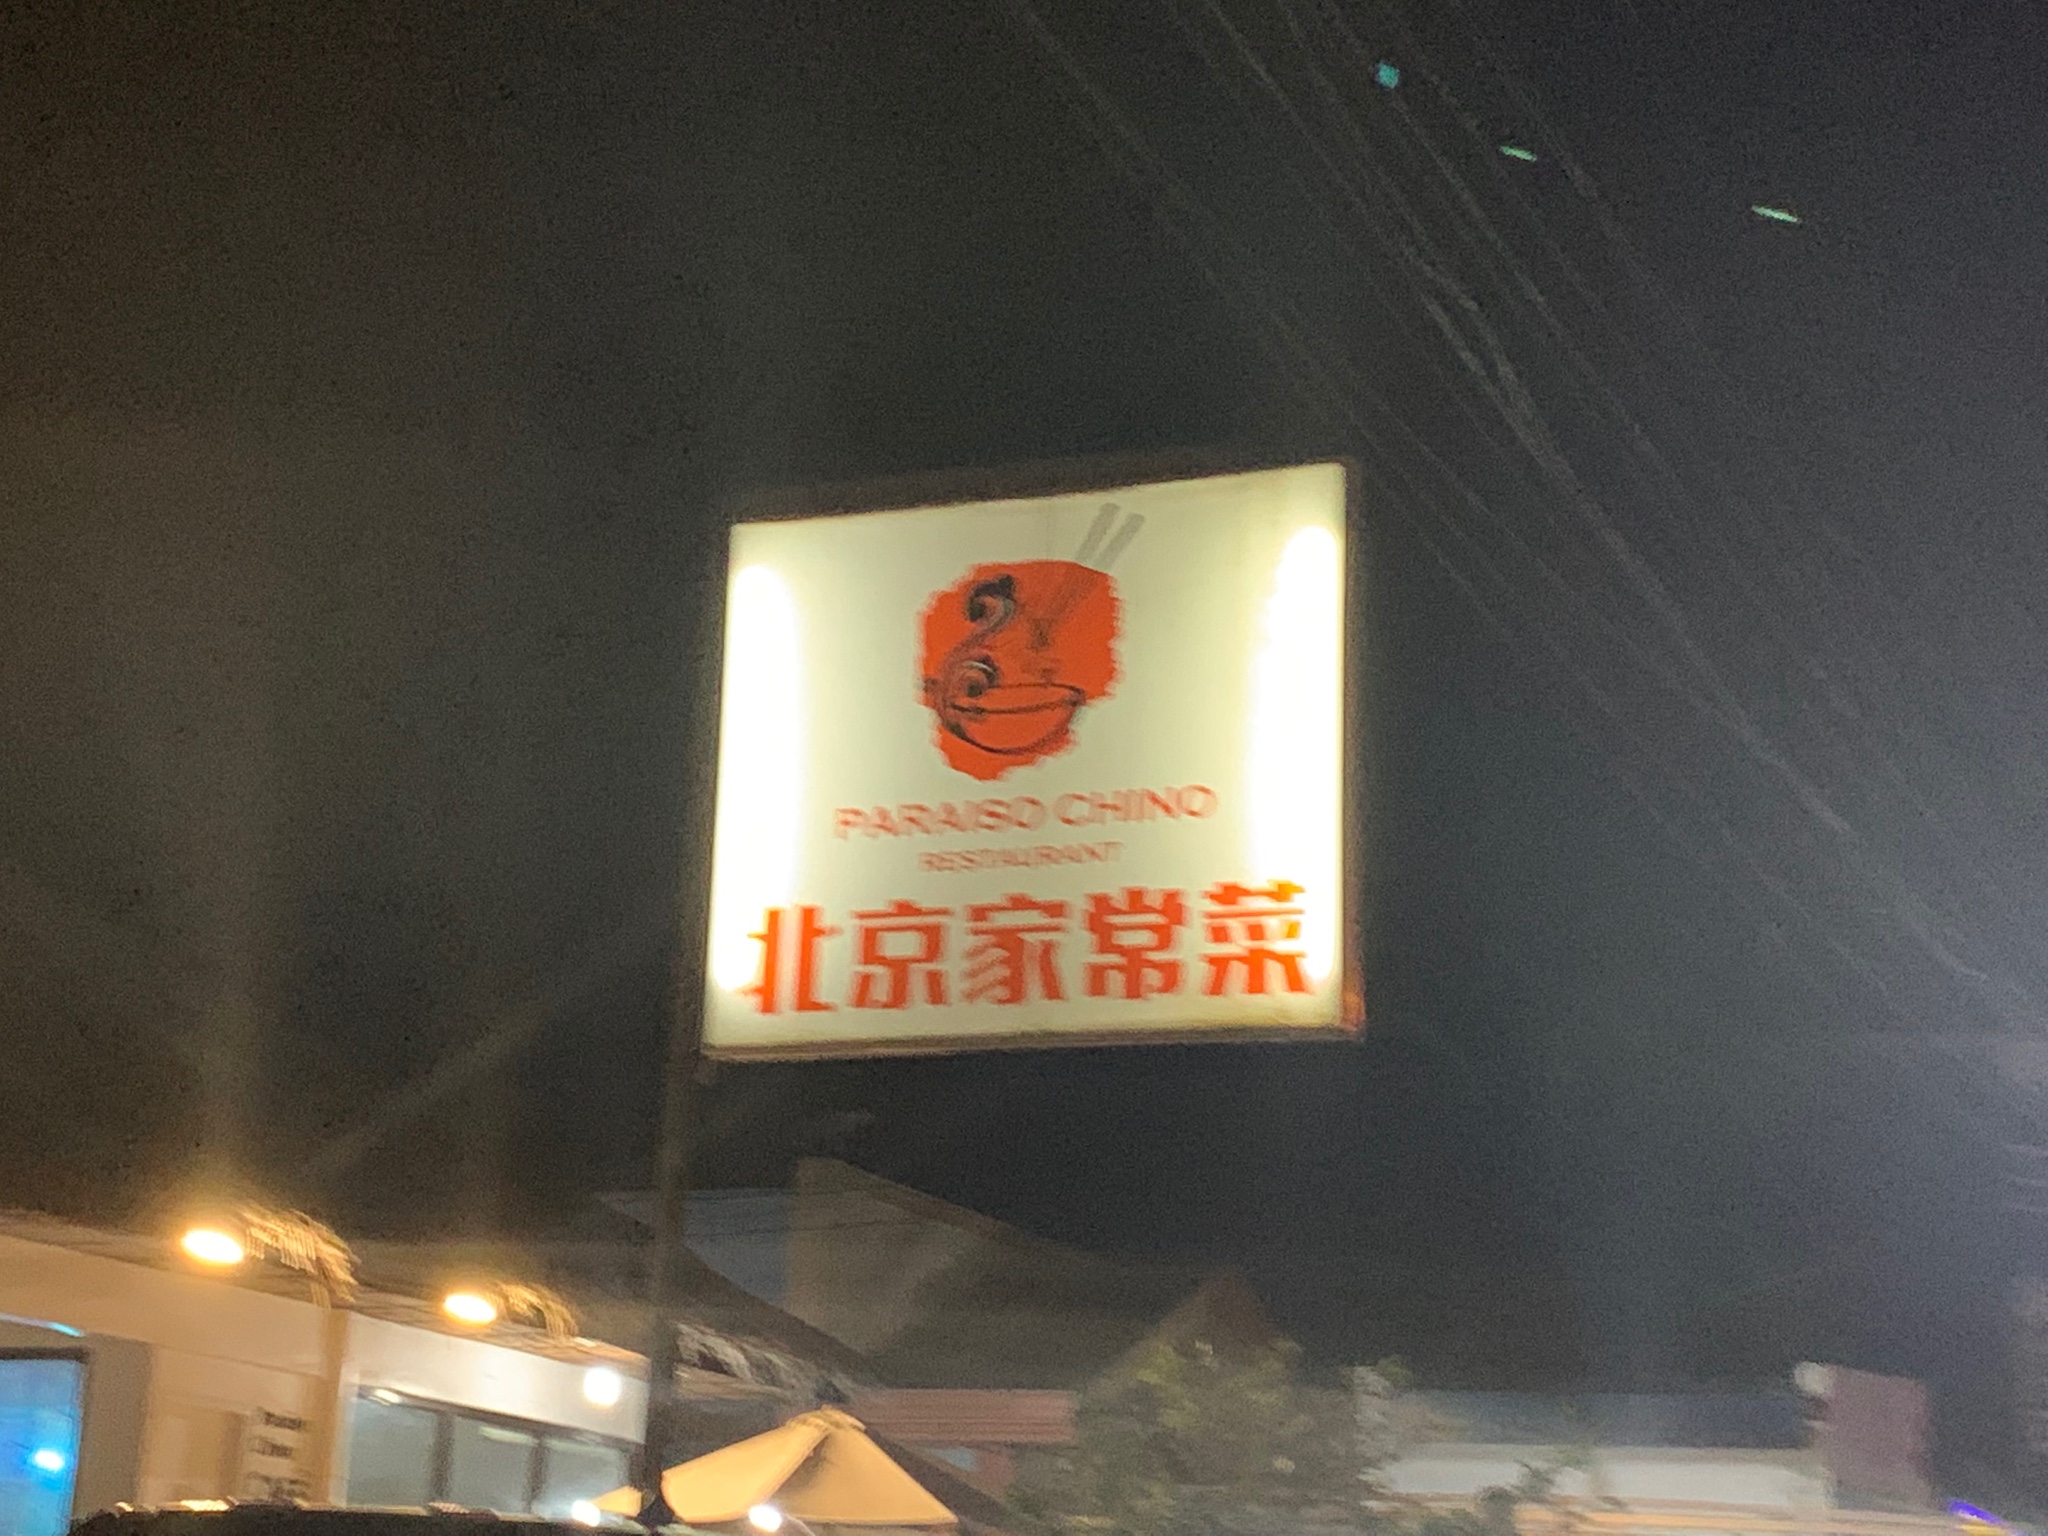 PARAISO CHINO
RESTAURANT
北京家常菜